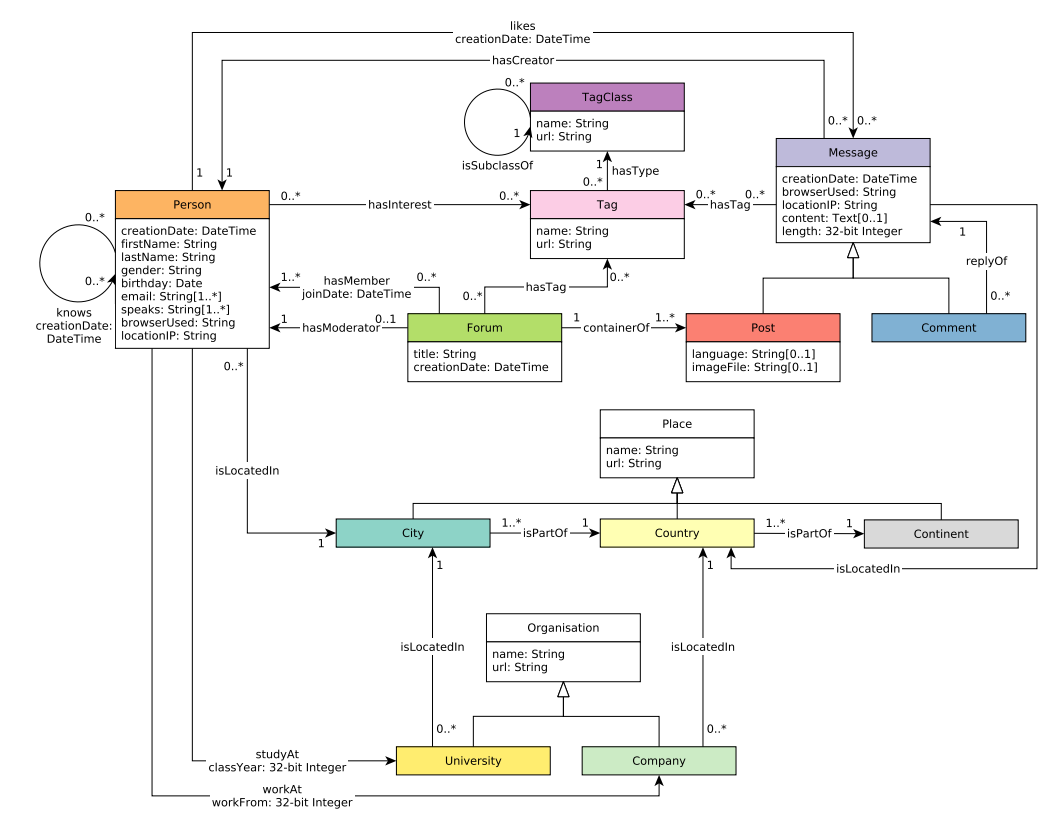 likes
creationDate: DateTime
hasCreator
0..*
TagClass
name: String
url: String
1
isSubclassOf
0..*
0..*
Message
creationDate: DateTime
browserUsed: String
locationIP: String
content: Text[0..1]
length: 32-bit Integer
1
1
1
hasType
0..*
Person
creationDate: DateTime
firstName: String
lastName: String
gender: String
birthday: Date
email: String[1..*]
speaks: String[1..*]
browserUsed: String
locationIP: String
0..*
hasInterest
0..*
Tag
name: String
url: String
0..*
hasTag
0..*
0..*
0..*
knows
creationDate:
DateTime
1
replyOf
0..*
1..*
hasMember
joinDate: DateTime
0..*
0..*
hasTag
0..*
1
hasModerator
0..1
Forum
title: String
creationDate: DateTime
1
containerOf
1..*
Post
language: String[0..1]
imageFile: String[0..1]
Comment
0..*
isLocatedIn
1
Place
name: String
url: String
City
1..*
isPartOf
1
Country
1..*
isPartOf
1
Continent
isLocatedIn
1
isLocatedIn
0..*
1
isLocatedIn
0..*
Organisation
name: String
url: String
University
Company
studyAt
classYear: 32-bit Integer
workAt
workFrom: 32-bit Integer